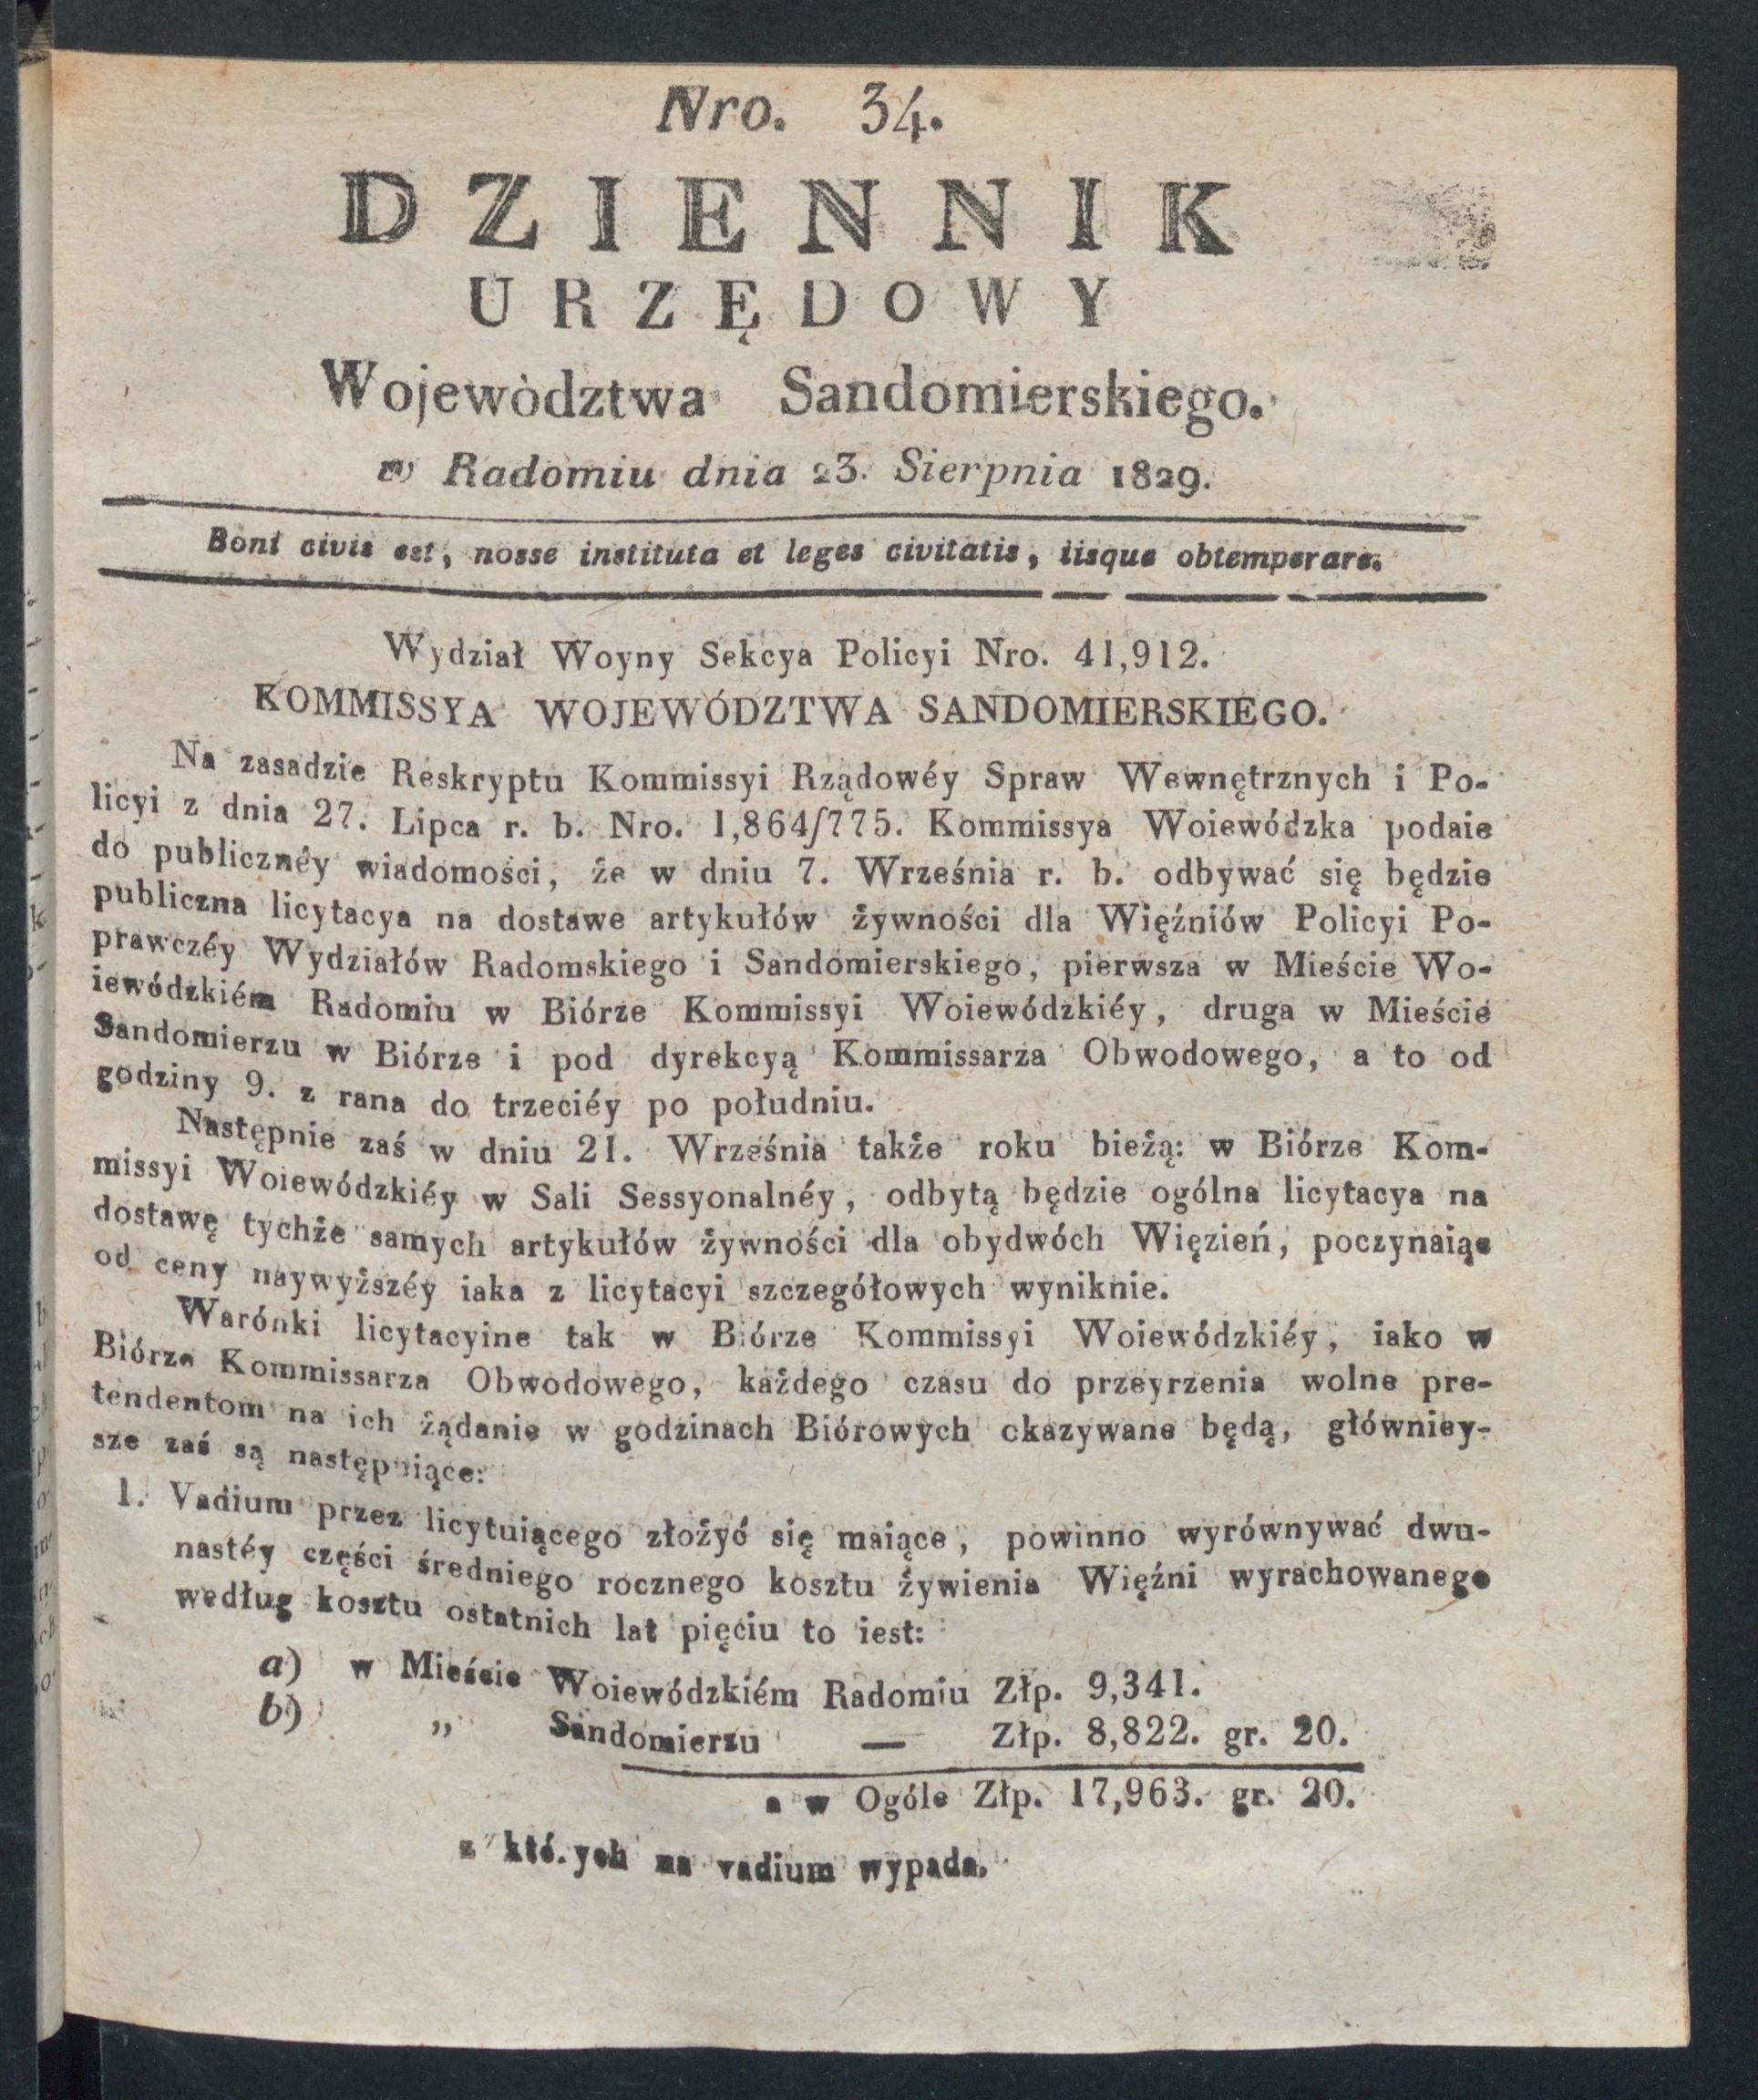 Nro. 34.
DZIENNIK
URZĘDOWY
Wojewòdztwa Sandomierskiego.
w Radomiu dnia 23. Sierpnia 1829.
Boni civis est, nosse instituta et leges civitatis, iisque obtemperare.
Wydział Woyny Sekcya Policyi Nro. 41,912.
KOMMISSYA WOJEWÓDZTWA SANDOMIERSKIEGO.
Na zasadzie Reskryptu Kommissyi Rządowéy Spraw Wewnętrznych i Po-
licyi z dnia 27. Lipca r. b. Nro. 1,864/775. Kommissya Woiewódzka podaie
do publicznéy wiadomości, że w dniu 7. Września r. b. odbywać się będzie
publiczna licytacya na dostawe artykułów żywności dla Więźniów Policyi Po-
prawczéy Wydziałów Radomskiego i Sandomierskiego, pierwsza w Mieście Wo-
iewódzkiém Radomiu w Biórze Kommissyi Woiewódzkiéy, druga w Mieście
Sandomierzu w Biórze i pod dyrekcyą Kommissarza Obwodowego, a to od
godziny 9. z rana do trzeciéy po południu.
Następnie zaś w dniu 21. Września także roku bieżą: w Biórze Kom-
missyi Woiewódzkiéy w Sali Sessyonalnéy, odbytą będzie ogólna licytacya na
dostawę tychże samych artykułów żywności dla obydwóch Więzień, poczynaiąc
od ceny naywyższéy iaka z licytacyi szczegółowych wyniknie.
Warónki licytacyine tak w Biórze Kommissyi Woiewódzkiéy, iako w
Biórze Kommissarza Obwodowego, każdego czasu do przeyrzenia wolne pre-
tendentom na ich żądanie w godzinach Biórowych okazywane będą, główniey-
sze zaś są następuiące:
1. Vadium przez licytuiącego złożyć się maiące, powinno wyrównywać dwu-
nastéy części średniego rocznego kosztu żywienia Więźni wyrachowanego
według kosztu ostatnich lat pięciu to iest:
a) w Mieście Woiewódzkiém Radomiu Złp. 9,341.
b) „ Sandomierzu — Złp. 8,822. gr. 20.
a w Ogóle Złp. 17,963. gr. 20.
z któ.ych na vadium wypada.